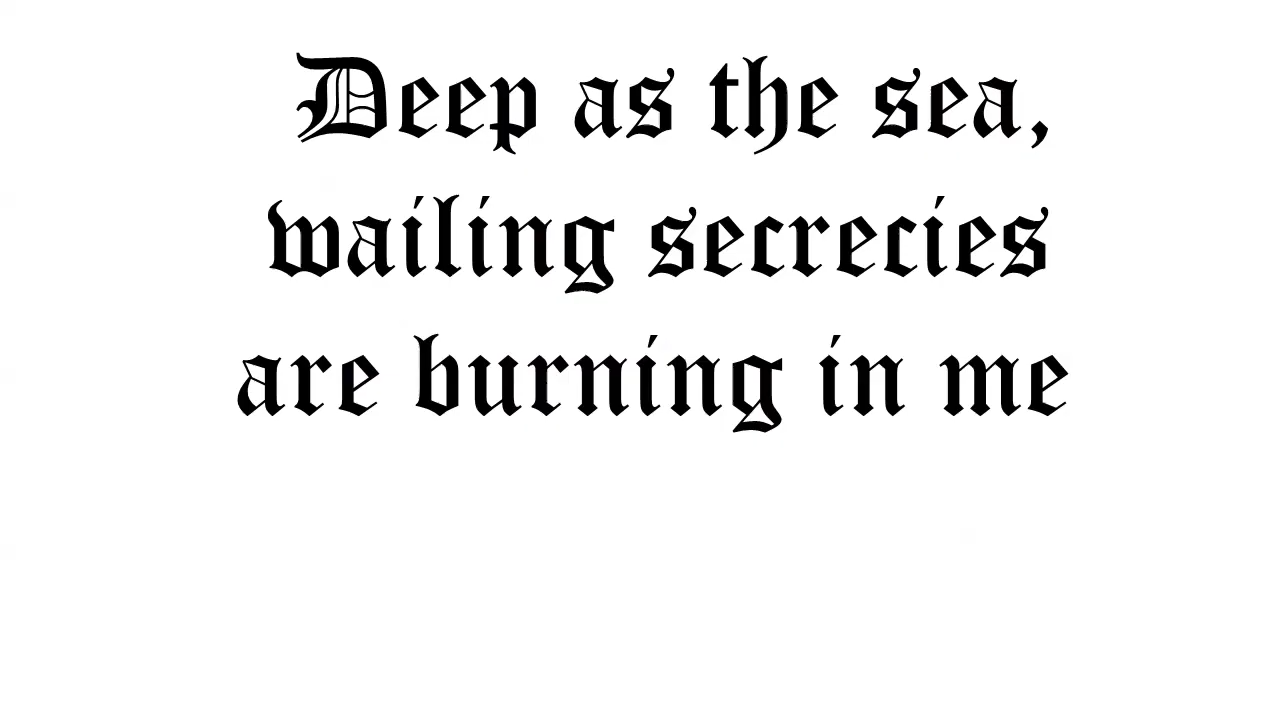 Deep as the sea,
wailing secrecies
are burning in me